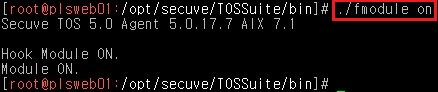 [root@plsweb01:/opt/secuve/TOSSuite/bin]# ./fmodule on
Secuve TOS 5.0 Agent 5.0.17.7 AIX 7.1
Hook Module ON.
Module ON.
[root@plsweb01:/opt/secuve/TOSSuite/bin]#